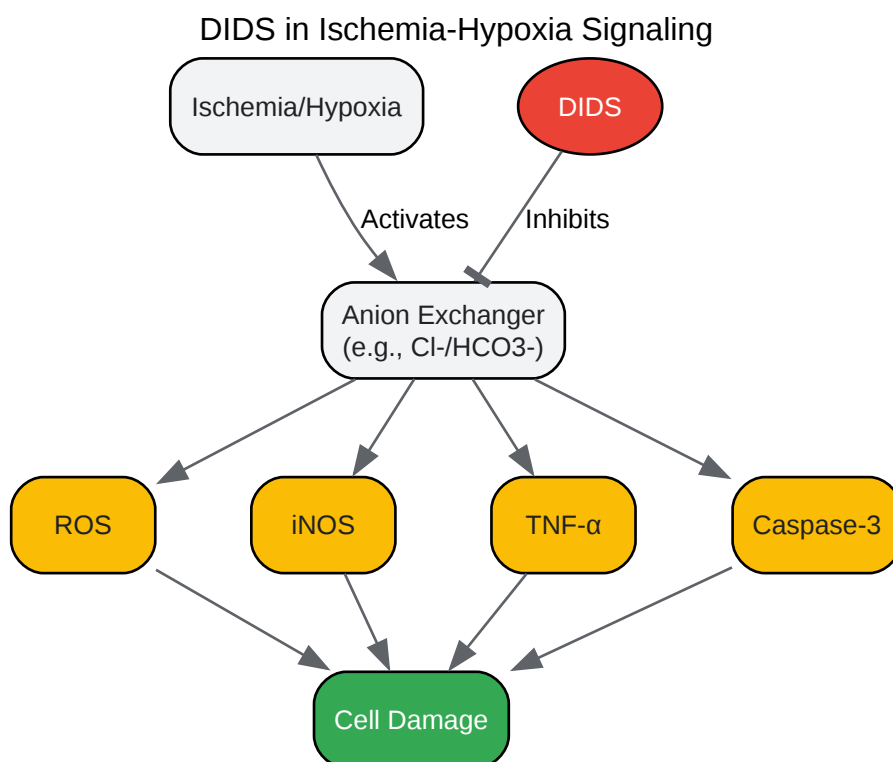 DIDS in Ischemia-Hypoxia Signaling
Ischemia/Hypoxia
DIDS
Activates
Inhibits
Anion Exchanger
(e.g., Cl-/HCO3-)
ROS
iNOS
TNF-α
Caspase-3
Cell Damage